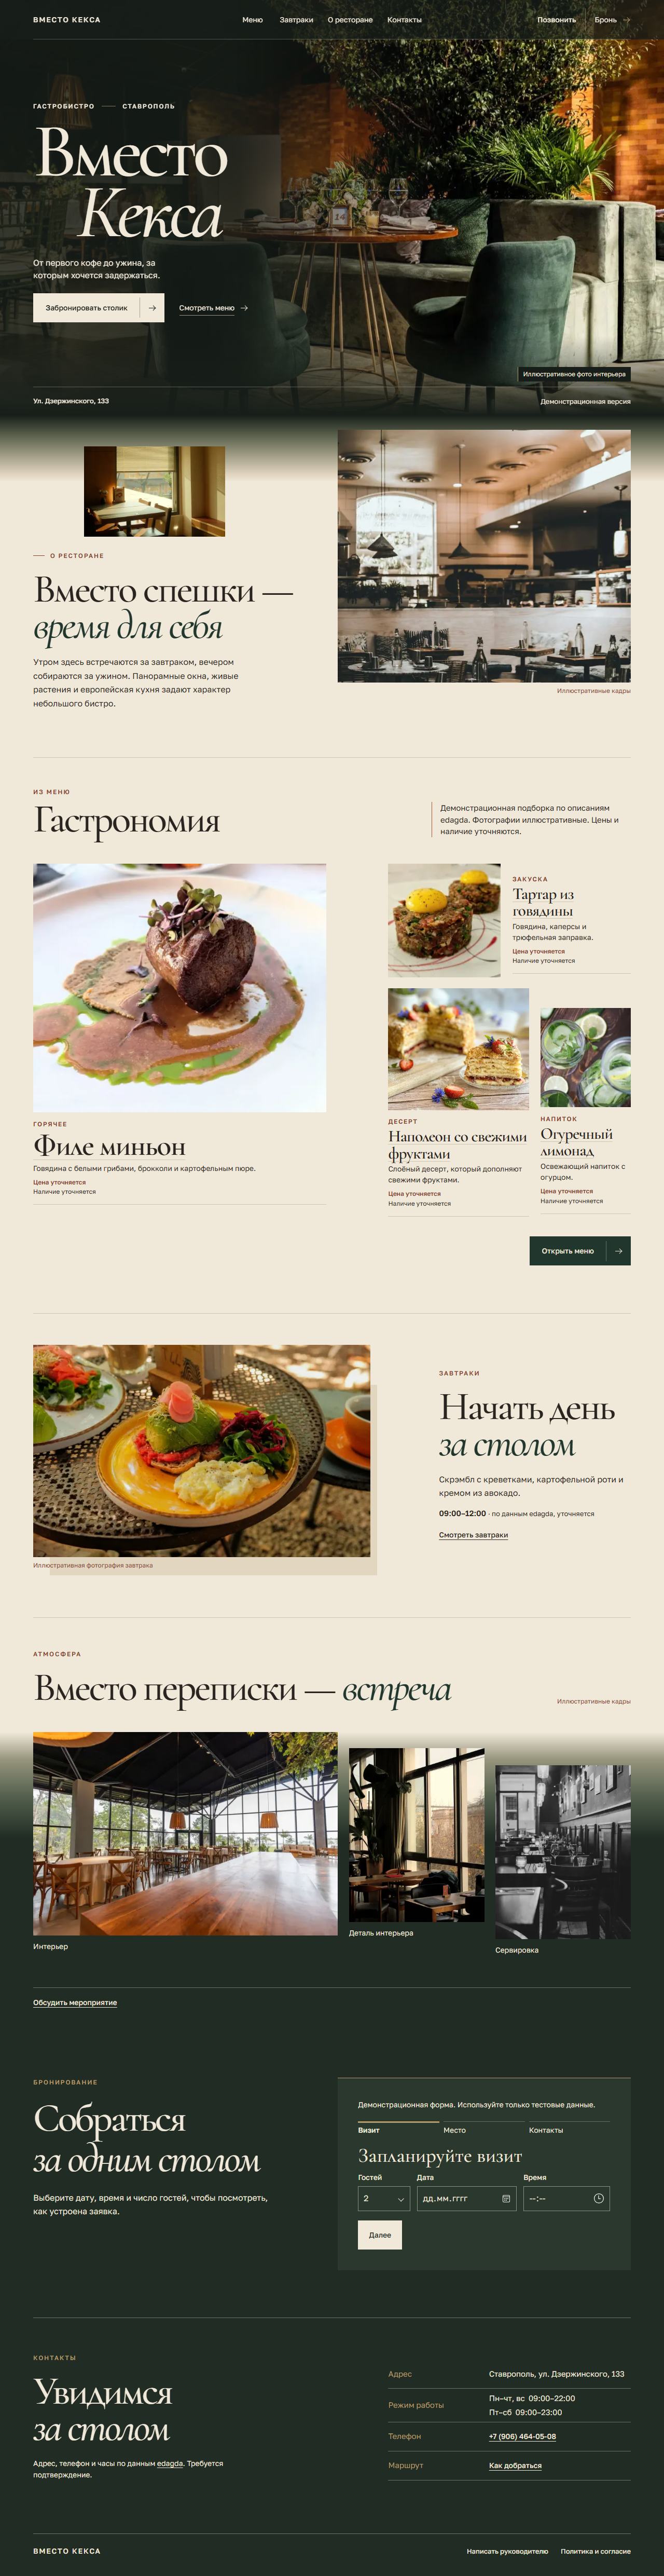 ВМЕСТО КЕКСА
Меню Завтраки О ресторане Контакты
Позвонить Бронь →
ГАСТРОБИСТРО — СТАВРОПОЛЬ
Вместо
Кекса
14
От первого кофе до ужина, за
которым хочется задержаться.
Забронировать столик →
Смотреть меню →
Иллюстративное фото интерьера
Ул. Дзержинского, 133
Демонстрационная версия
О РЕСТОРАНЕ
Вместо спешки —
время для себя
Утром здесь встречаются за завтраком, вечером
собираются за ужином. Панорамные окна, живые
растения и европейская кухня задают характер
небольшого бистро.
Иллюстративные кадры
ИЗ МЕНЮ
Гастрономия
Демонстрационная подборка по описаниям
edagda. Фотографии иллюстративные. Цены и
наличие уточняются.
ГОРЯЧЕЕ
Филе миньон
Говядина с белыми грибами, брокколи и картофельным пюре.
Цена уточняется
Наличие уточняется
ЗАКУСКА
Тартар из
говядины
Говядина, каперсы и
трюфельная заправка.
Цена уточняется
Наличие уточняется
ДЕСЕРТ
Наполеон со свежими
фруктами
Слоёный десерт, который дополняют
свежими фруктами.
Цена уточняется
Наличие уточняется
НАПИТОК
Огуречный
лимонад
Освежающий напиток с
огурцом.
Цена уточняется
Наличие уточняется
Открыть меню →
Иллюстративная фотография завтрака
ЗАВТРАКИ
Начать день
за столом
Скрэмбл с креветками, картофельной роти и
кремом из авокадо.
09:00–12:00 · по данным edagda, уточняется
Смотреть завтраки
АТМОСФЕРА
Вместо переписки — встреча
Иллюстративные кадры
Интерьер
Деталь интерьера
Сервировка
Обсудить мероприятие
БРОНИРОВАНИЕ
Собраться
за одним столом
Выберите дату, время и число гостей, чтобы посмотреть,
как устроена заявка.
Демонстрационная форма. Используйте только тестовые данные.
Визит Место Контакты
Запланируйте визит
Гостей Дата Время
2 дд.мм.гггг --:--
Далее
КОНТАКТЫ
Увидимся
за столом
Адрес, телефон и часы по данным edagda. Требуется
подтверждение.
Адрес Ставрополь, ул. Дзержинского, 133
Режим работы Пн–чт, вс 09:00–22:00
Пт–сб 09:00–23:00
Телефон +7 (906) 464-05-08
Маршрут Как добраться
ВМЕСТО КЕКСА
Написать руководителю Политика и согласие